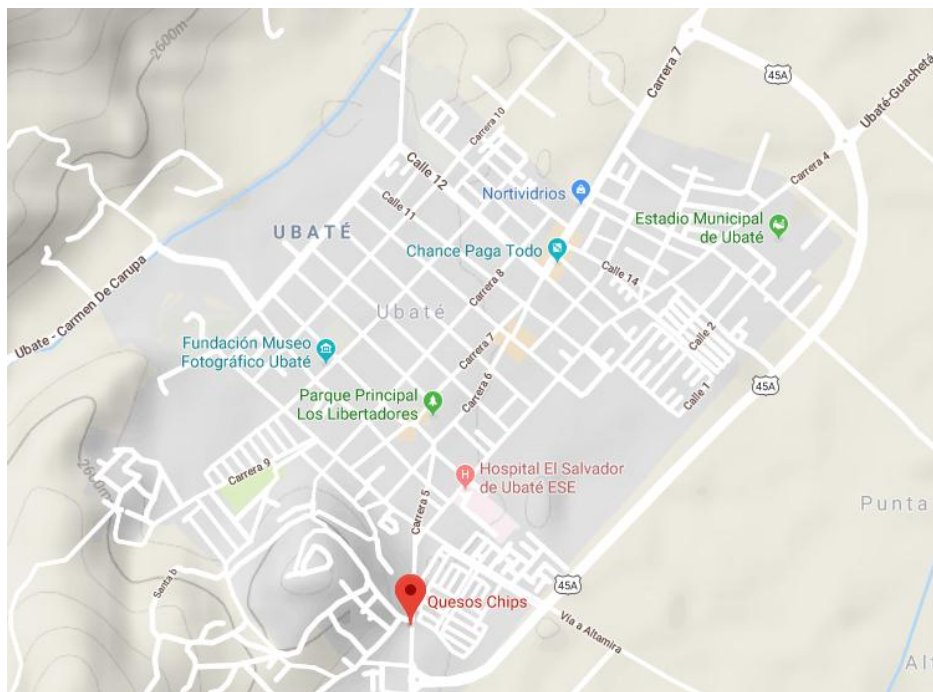 2600m
Carrera 7
45A
Ubaté-Guachetá
Carrera 10
Calle 12
Carrera 4
Calle 11
Nortividrios
Estadio Municipal
de Ubaté
UBATÉ
Chance Paga Todo
Calle 14
Carrera 8
Ubate - Carmen De Carupa
Ubaté
Calle 2
Fundación Museo
Fotográfico Ubaté
Carrera 7
Carrera 6
45A
Parque Principal
Los Libertadores
Calle 1
Carrera 9
2600m
H
Hospital El Salvador
de Ubaté ESE
Carrera 5
Punta
Santa b
45A
Quesos Chips
Vía a Altamira
Alt